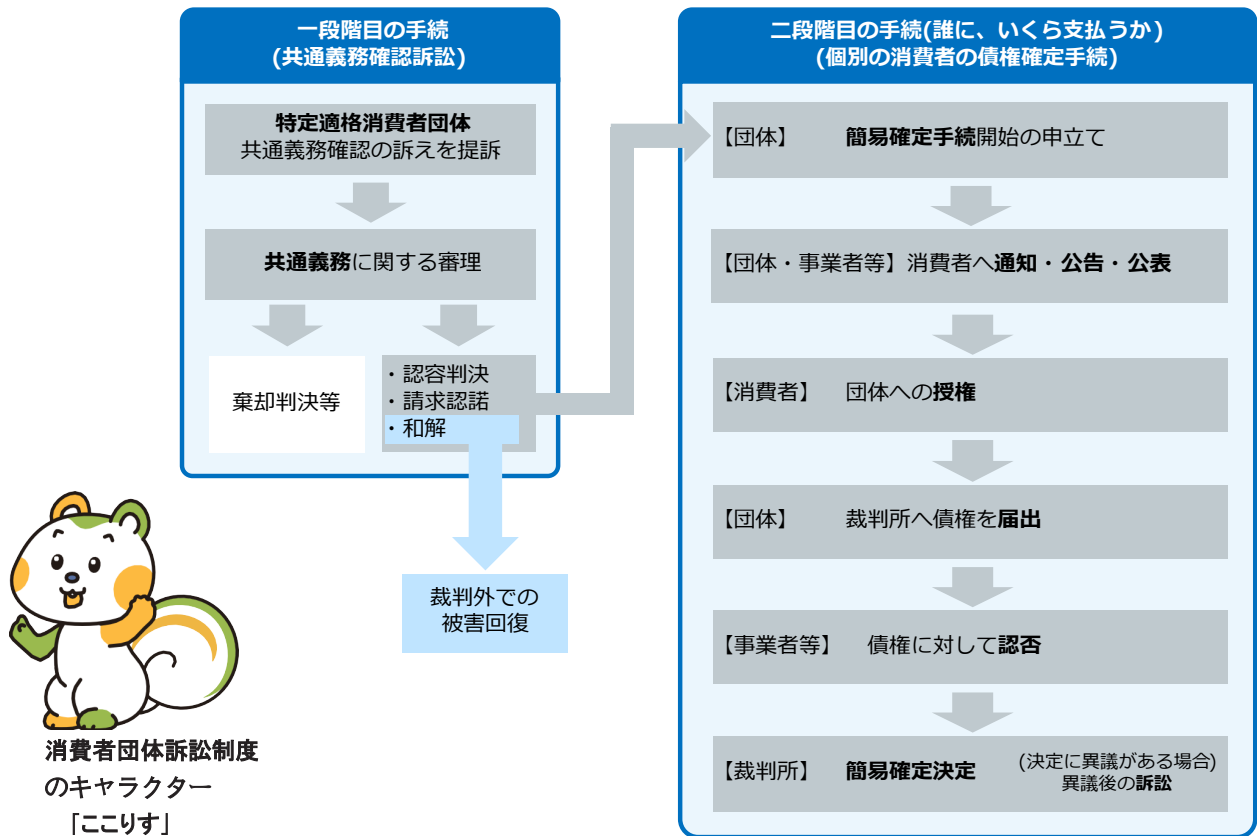 一段階目の手続
(共通義務確認訴訟)
特定適格消費者団体
共通義務確認の訴えを提訴
共通義務に関する審理
棄却判決等
・認容判決
・請求認諾
・和解
裁判外での
被害回復
消費者団体訴訟制度
のキャラクター
「ここりす」
二段階目の手続(誰に、いくら支払うか)
(個別の消費者の債権確定手続)
【団体】 簡易確定手続開始の申立て
【団体・事業者等】消費者へ通知・公告・公表
【消費者】 団体への授権
【団体】 裁判所へ債権を届出
【事業者等】 債権に対して認否
【裁判所】 簡易確定決定 (決定に異議がある場合)
異議後の訴訟